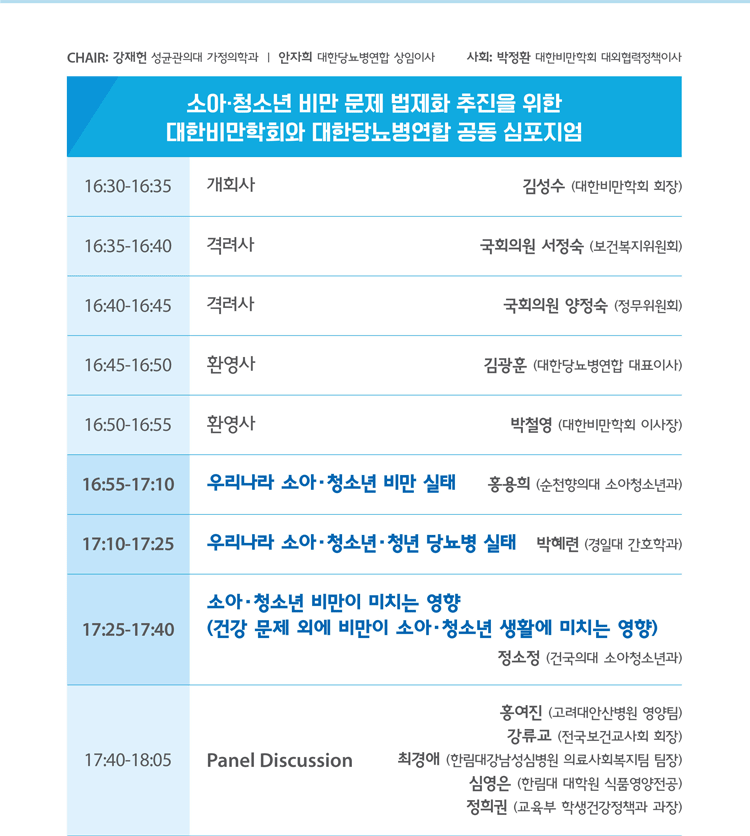 CHAIR: 강재헌 성균관의대 가정의학과 | 안자희 대한당뇨병연합 상임이사 사회: 박정환 대한비만학회 대외협력정책이사
소아·청소년 비만 문제 법제화 추진을 위한
대한비만학회와 대한당뇨병연합 공동 심포지엄
16:30-16:35 개회사 김성수 (대한비만학회 회장)
16:35-16:40 격려사 국회의원 서정숙 (보건복지위원회)
16:40-16:45 격려사 국회의원 양정숙 (정무위원회)
16:45-16:50 환영사 김광훈 (대한당뇨병연합 대표이사)
16:50-16:55 환영사 박철영 (대한비만학회 이사장)
16:55-17:10 우리나라 소아·청소년 비만 실태 홍용희 (순천향의대 소아청소년과)
17:10-17:25 우리나라 소아·청소년·청년 당뇨병 실태 박혜련 (경일대 간호학과)
17:25-17:40 소아·청소년 비만이 미치는 영향
(건강 문제 외에 비만이 소아·청소년 생활에 미치는 영향)
정소정 (건국의대 소아청소년과)
17:40-18:05 Panel Discussion
홍여진 (고려대안산병원 영양팀)
강류교 (전국보건교사회 회장)
최경애 (한림대강남성심병원 의료사회복지팀 팀장)
심영은 (한림대 대학원 식품영양전공)
정희권 (교육부 학생건강정책과 과장)